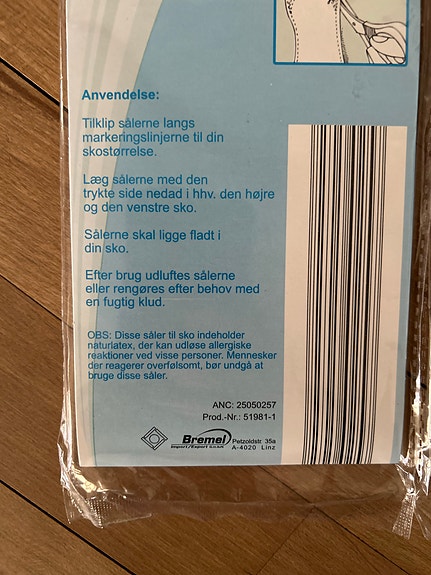 Anvendelse:
Tilklip sålerne langs
markeringslinjerne til din
skostørrelse.
Læg sålerne med den
trykte side nedad i hhv. den højre
og den venstre sko.
Sålerne skal ligge fladt i
din sko.
Efter brug udluftes sålerne
eller rengøres efter behov med
en fugtig klud.
OBS: Disse såler til sko indeholder
naturlatex, der kan udløse allergiske
reaktioner ved visse personer. Mennesker
der reagerer overfølsomt, bør undgå at
bruge disse såler.
ANC: 25050257
Prod.-Nr.: 51981-1
Bremel
Import/Export G.m.b.H.
Petzoldstr. 35a
A-4020 Linz